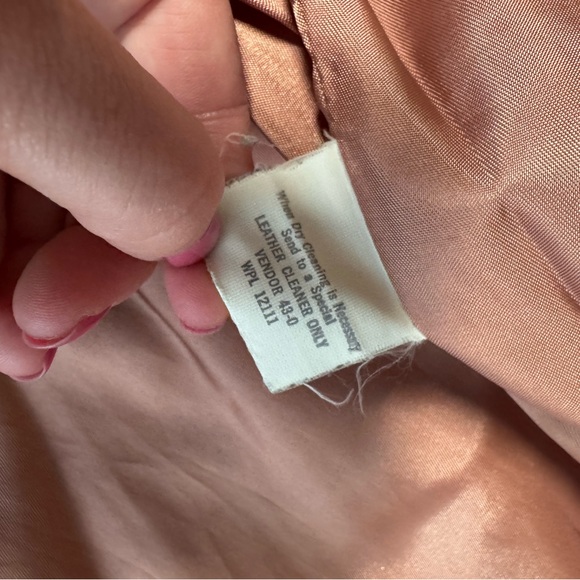 When Dry Cleaning is Necessary
Send to a Special
LEATHER CLEANER ONLY
VENDOR 43-0
WPL 12111